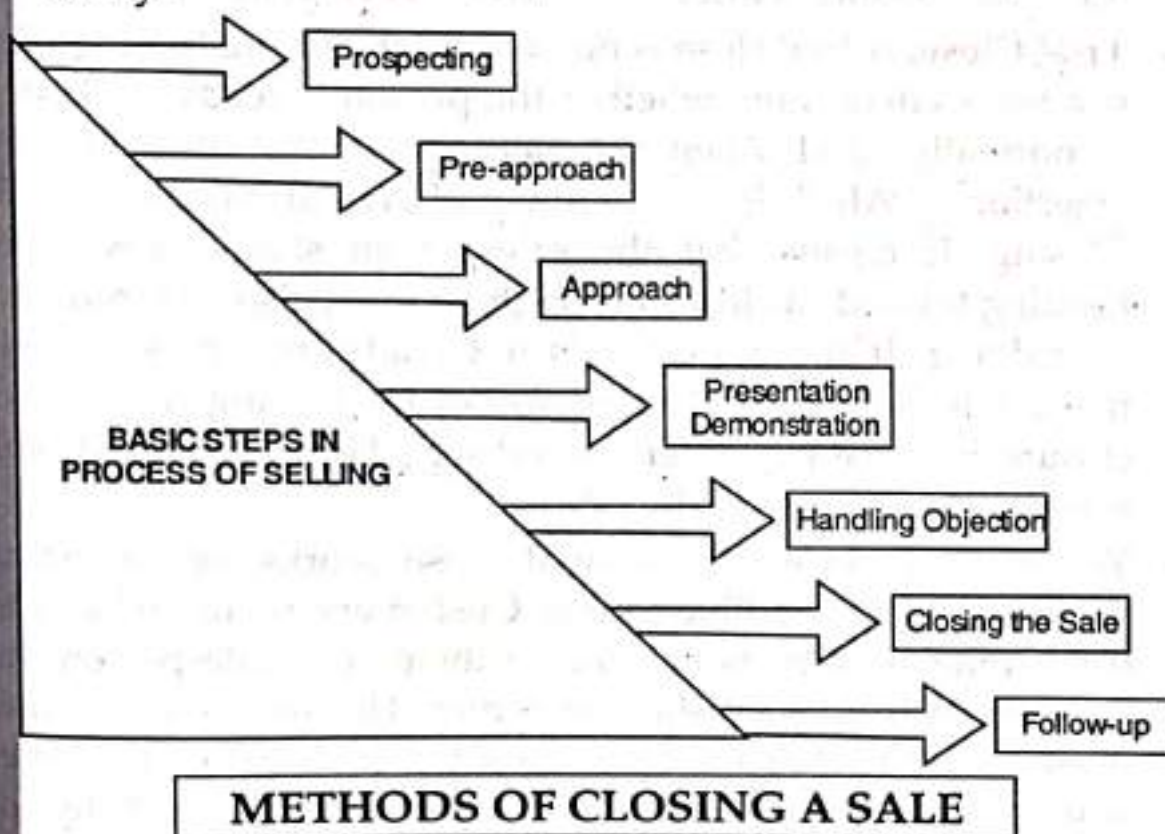 Prospecting
Pre-approach
Approach
Presentation
Demonstration
BASIC STEPS IN
PROCESS OF SELLING
Handling Objection
Closing the Sale
Follow-up
METHODS OF CLOSING A SALE